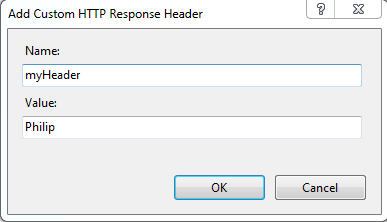 Add Custom HTTP Response Header
?
Name:
myHeader
Value:
Philip
OK Cancel